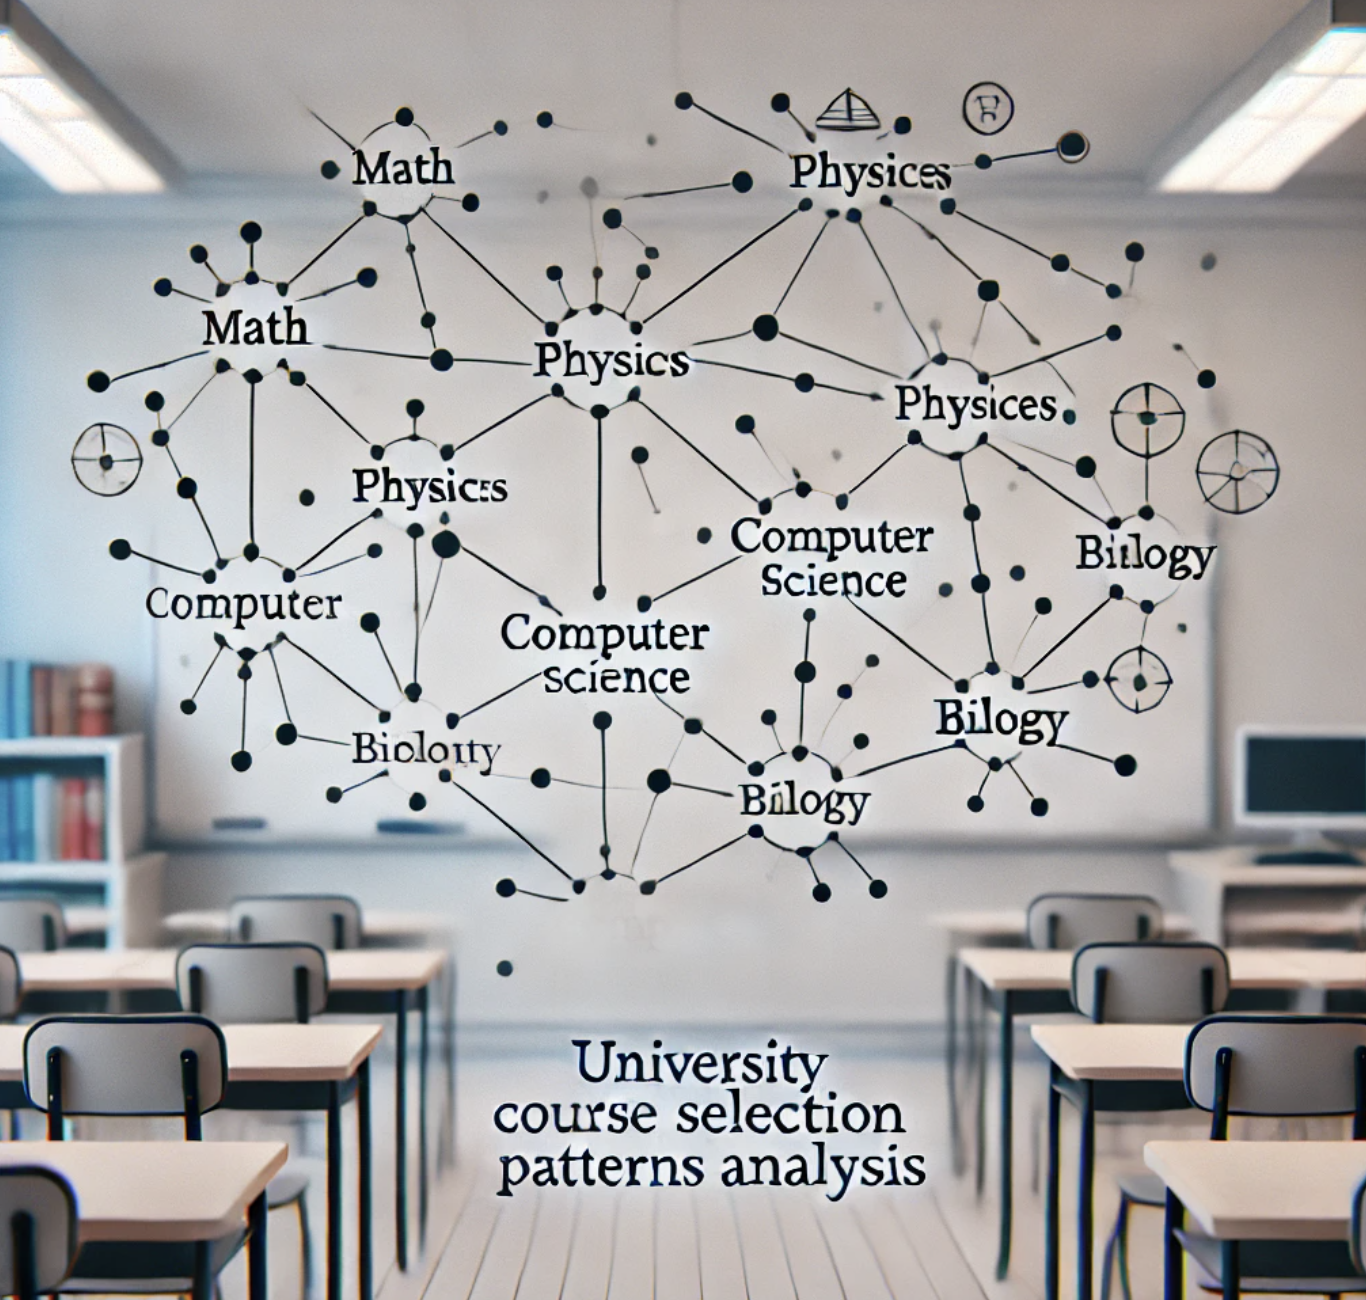 Math
Physices
Math
Physics
Physices
Physics
Computer
Science
Bitlogy
Computer
Computer
science
Bilogy
Biolotty
Bilogy
University
course selection
patterns analysis